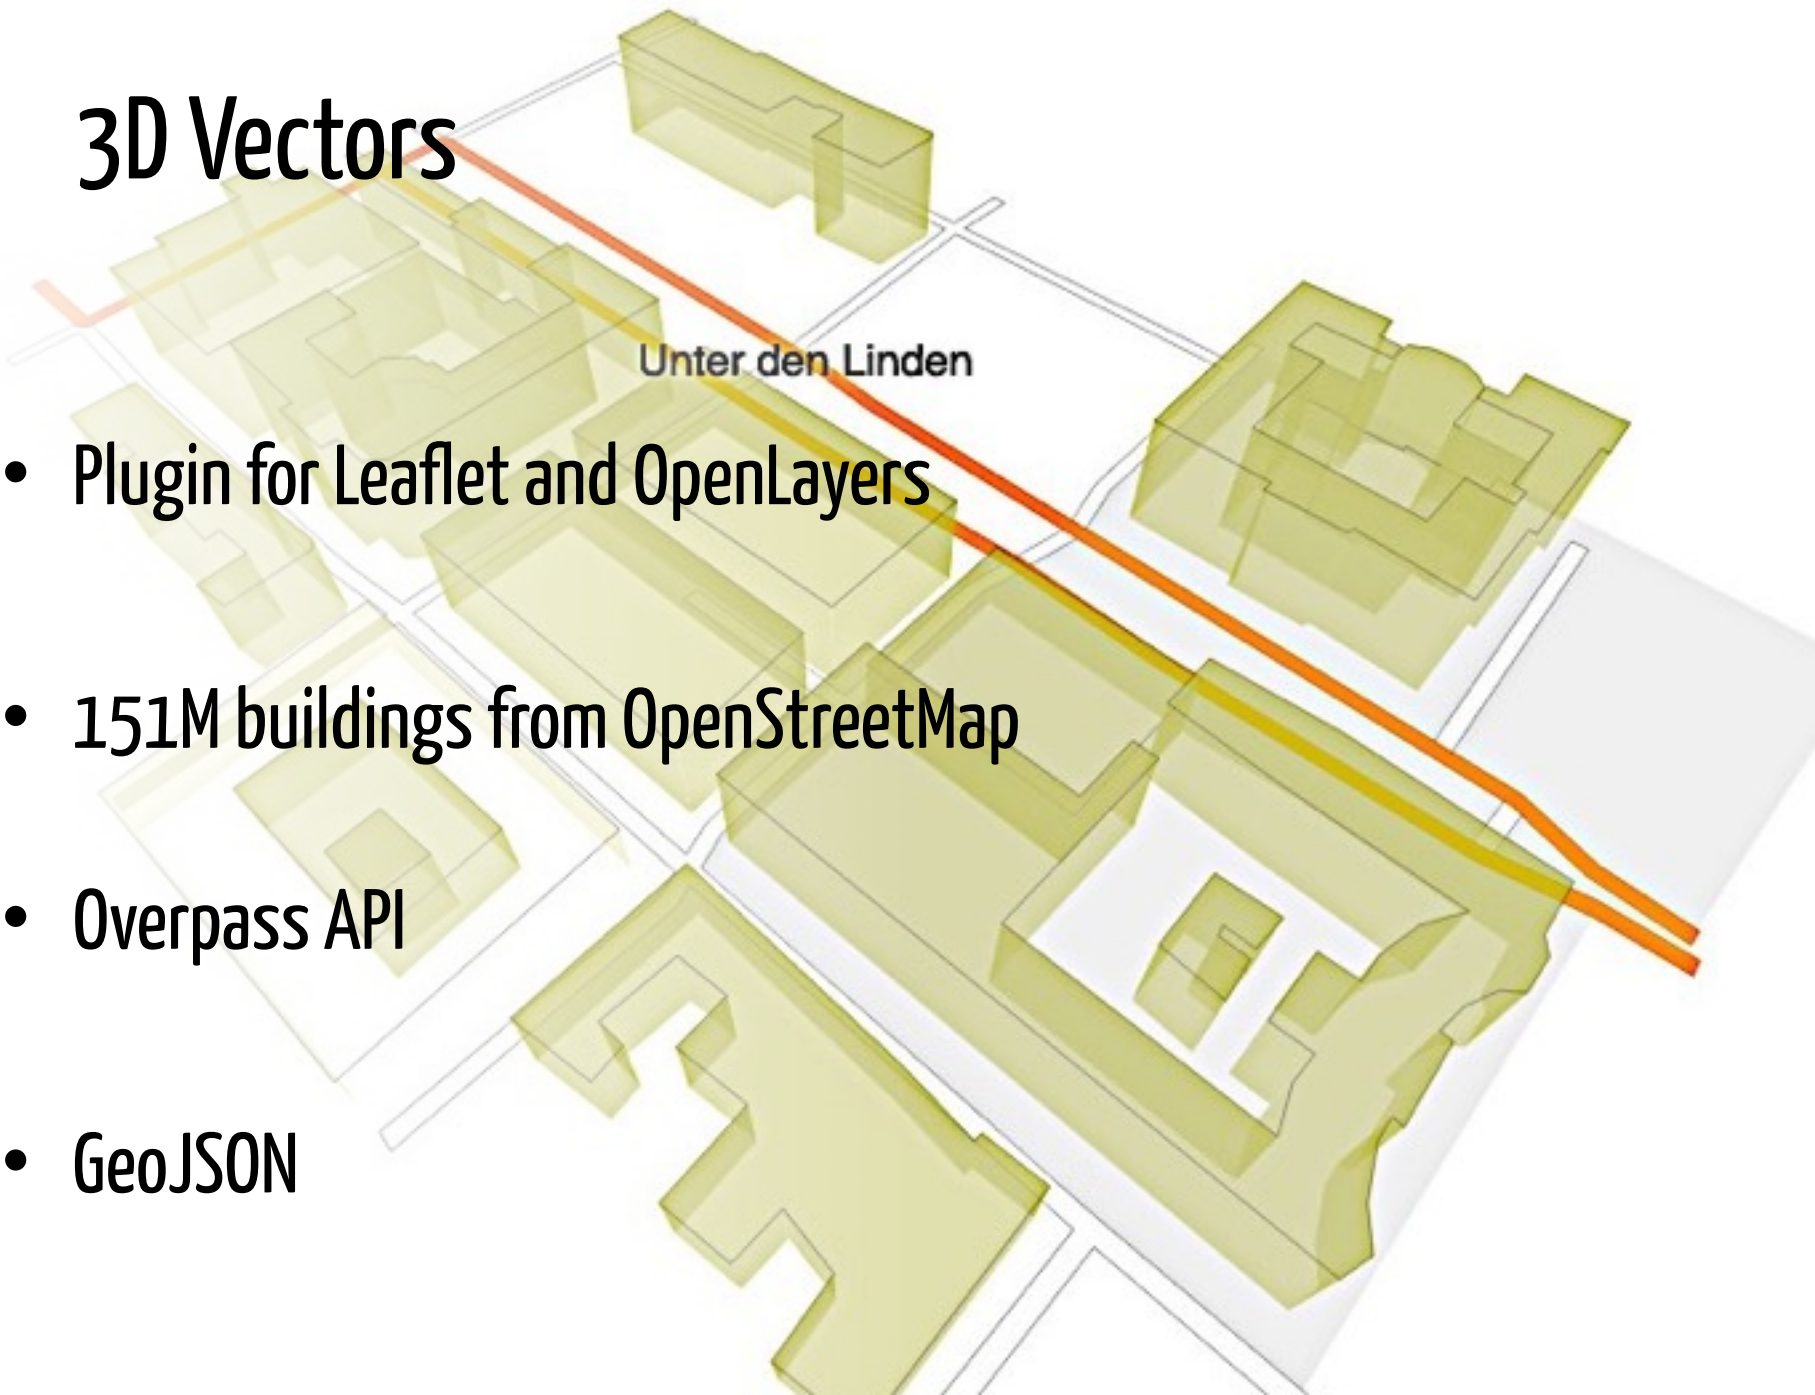 3D Vectors
Unter den Linden
• Plugin for Leaflet and OpenLayers
• 151M buildings from OpenStreetMap
• Overpass API
• GeoJSON